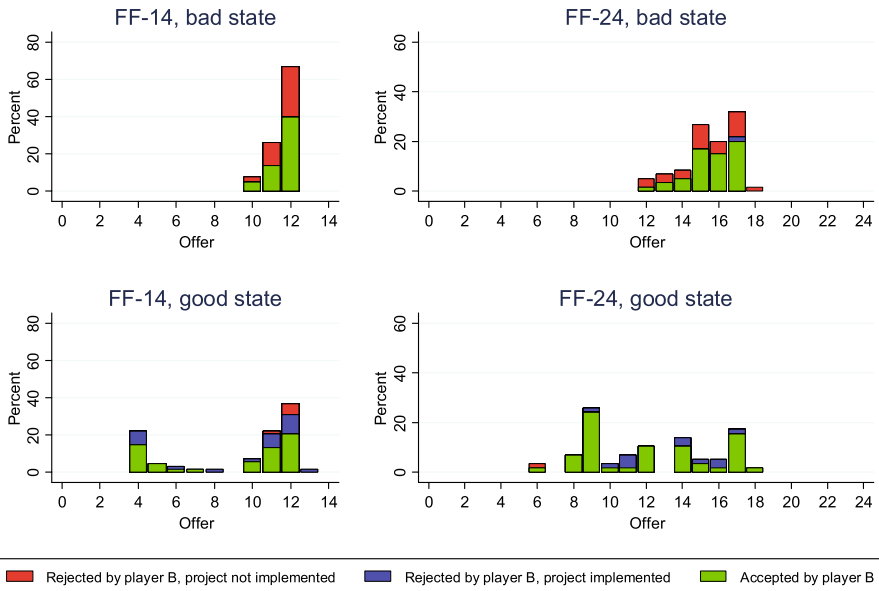 FF-14, bad state
Percent
80
60
40
20
0
0 2 4 6 8 10 12 14
Offer
FF-24, bad state
Percent
60
40
20
0
0 2 4 6 8 10 12 14 16 18 20 22 24
Offer
FF-14, good state
Percent
80
60
40
20
0
0 2 4 6 8 10 12 14
Offer
FF-24, good state
Percent
60
40
20
0
0 2 4 6 8 10 12 14 16 18 20 22 24
Offer
Rejected by player B, project not implemented
Rejected by player B, project implemented
Accepted by player B